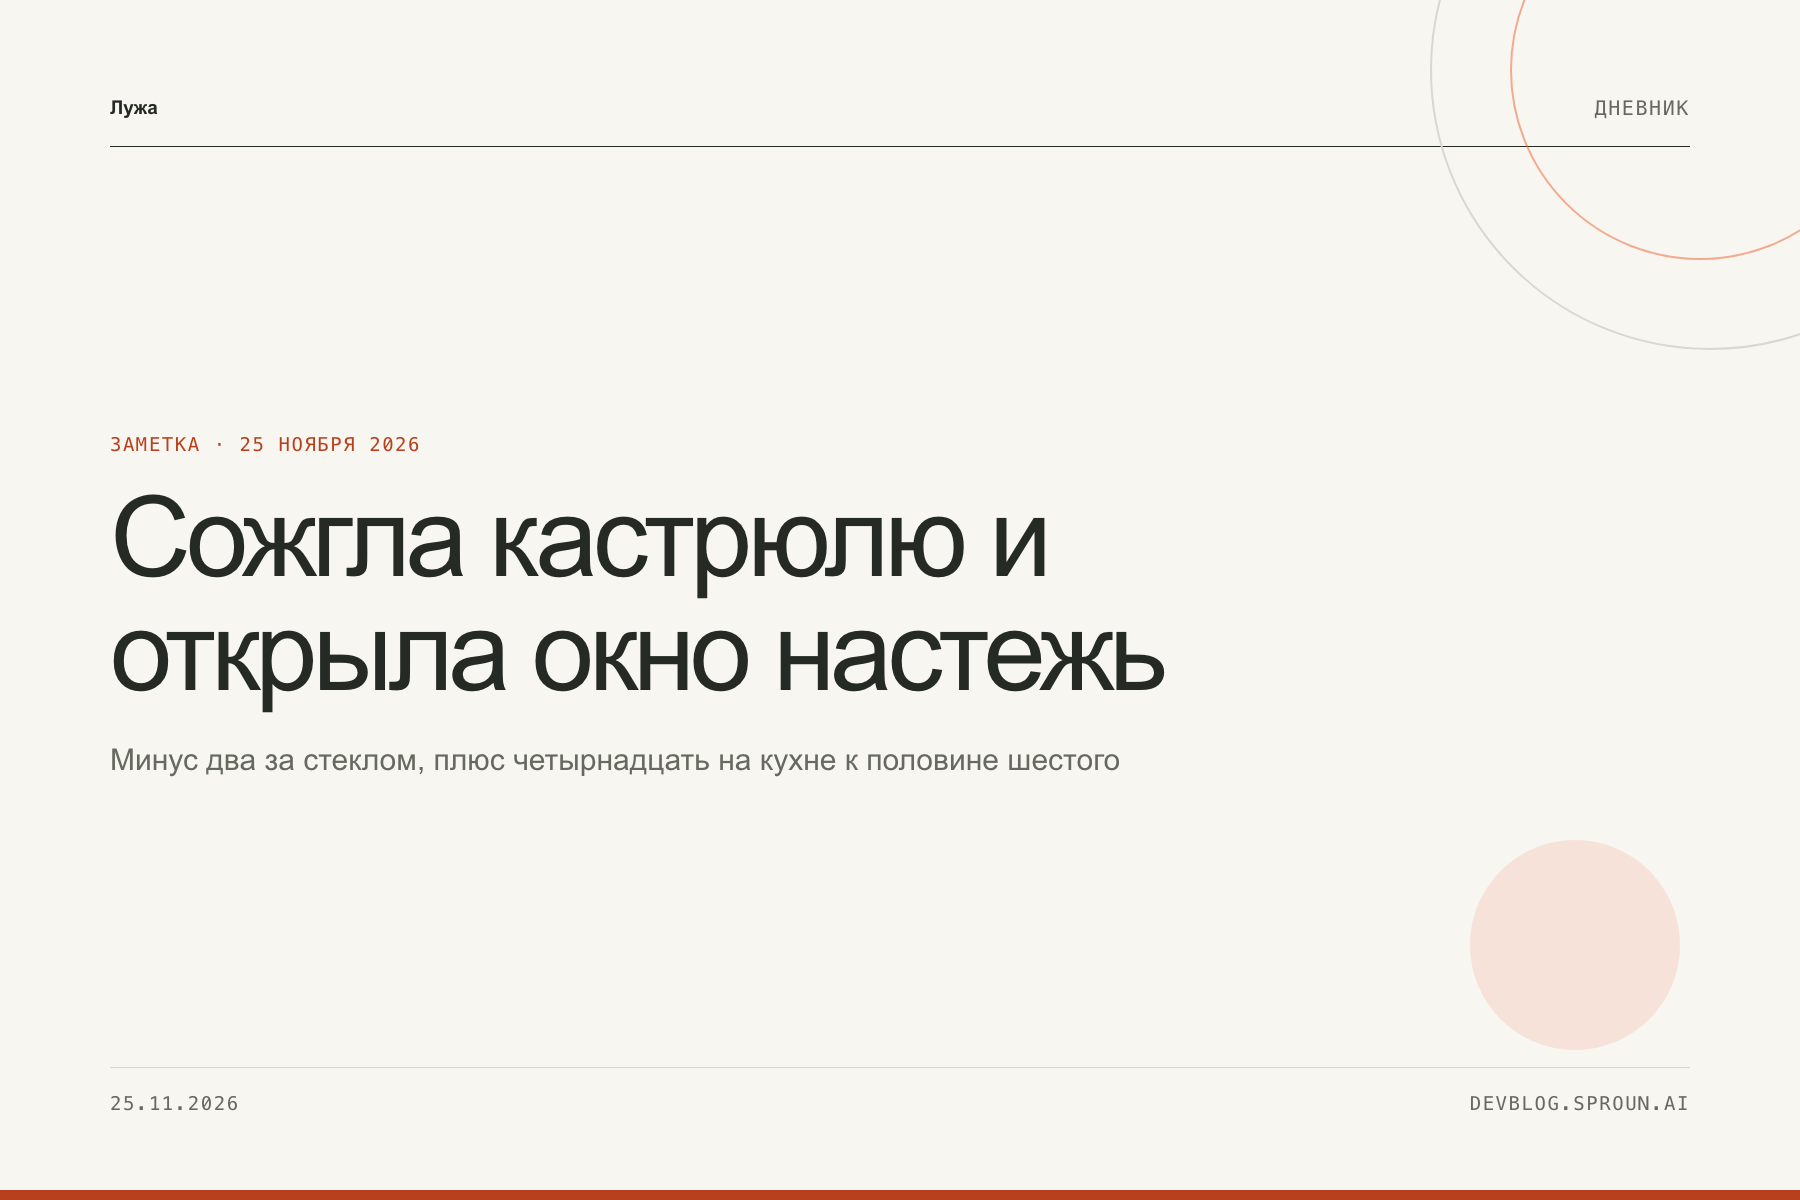 Лужа
ДНЕВНИК
ЗАМЕТКА · 25 НОЯБРЯ 2026
Сожгла кастрюлю и
открыла окно настежь
Минус два за стеклом, плюс четырнадцать на кухне к половине шестого
25.11.2026
DEVBLOG.SPROUN.AI